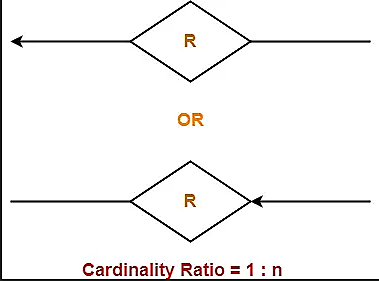 R
OR
R
Cardinality Ratio = 1 : n